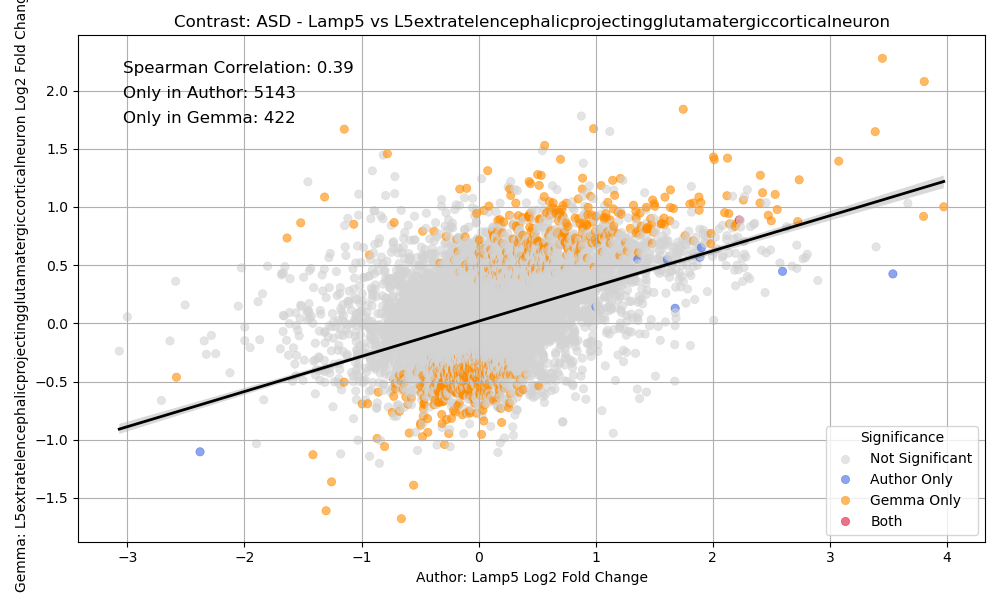 Contrast: ASD - Lamp5 vs L5extratelencephalicprojectingglutamatergiccorticalneuron
Gemma: L5extratelencephalicprojectingglutamatergiccorticalneuron Log2 Fold Chang
Spearman Correlation: 0.39
Only in Author: 5143
Only in Gemma: 422
2.0
1.5
1.0
0.5
0.0
−0.5
−1.0
−1.5
Significance
Not Significant
Author Only
Gemma Only
Both
−3 −2 −1 0 1 2 3 4
Author: Lamp5 Log2 Fold Change